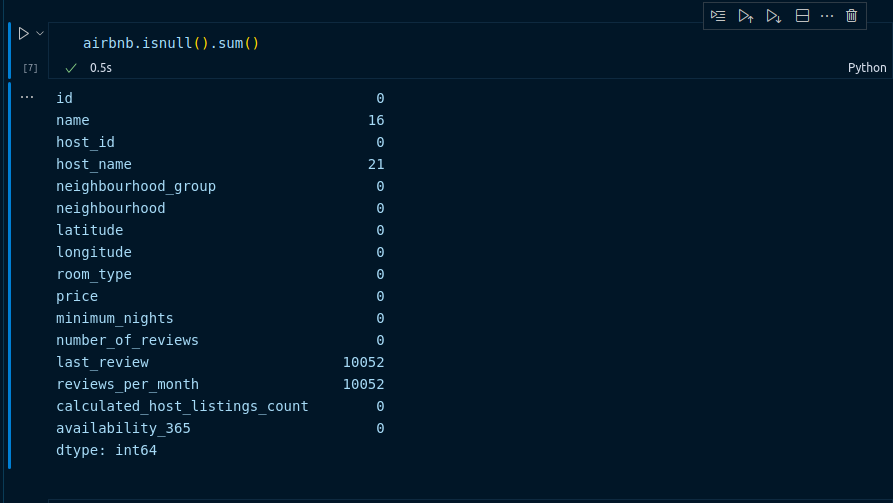 airbnb.isnull().sum()
[7]
0.5s
Python
id 0
name 16
host_id 0
host_name 21
neighbourhood_group 0
neighbourhood 0
latitude 0
longitude 0
room_type 0
price 0
minimum_nights 0
number_of_reviews 0
last_review 10052
reviews_per_month 10052
calculated_host_listings_count 0
availability_365 0
dtype: int64